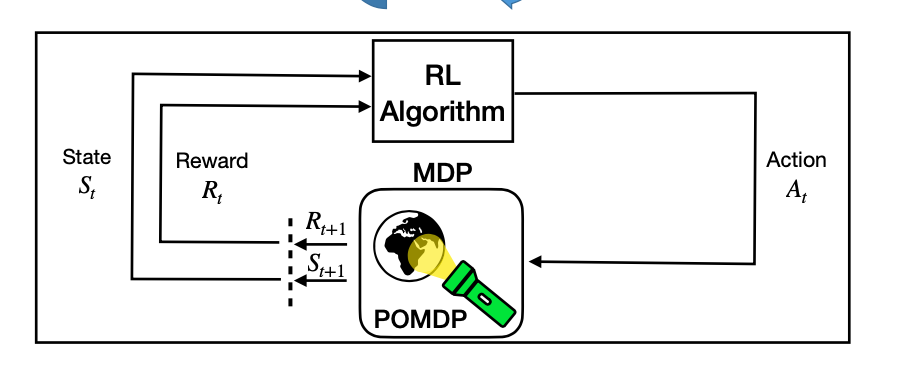 RL
Algorithm
State
S_t
Reward
R_t
MDP
Action
A_t
R_{t+1}
S_{t+1}
POMDP